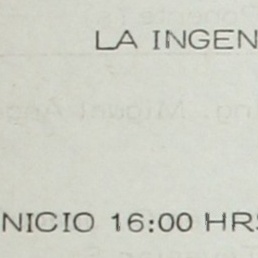 LA INGEN
NICIO 16:00 HRS